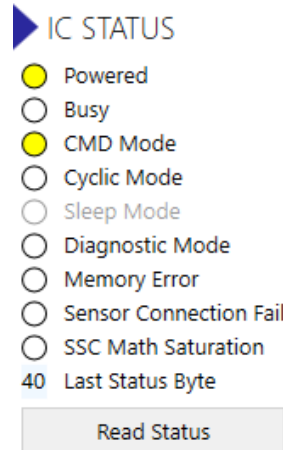 IC STATUS
Powered
Busy
CMD Mode
Cyclic Mode
Sleep Mode
Diagnostic Mode
Memory Error
Sensor Connection Fail
SSC Math Saturation
40 Last Status Byte
Read Status